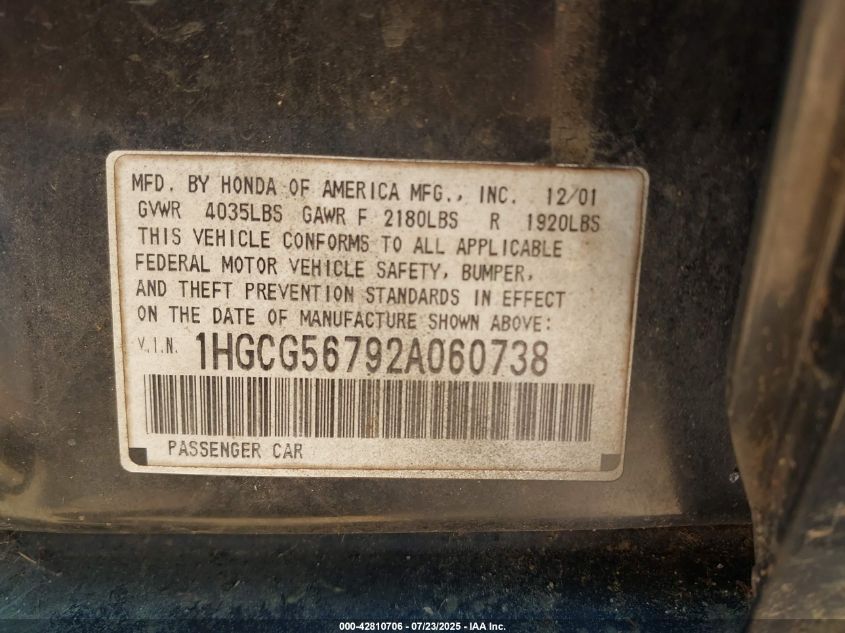 MFD. BY HONDA OF AMERICA MFG., INC. 12/01
GVWR 4035LBS GAWR F 2180LBS R 1920LBS
THIS VEHICLE CONFORMS TO ALL APPLICABLE
FEDERAL MOTOR VEHICLE SAFETY, BUMPER,
AND THEFT PREVENTION STANDARDS IN EFFECT
ON THE DATE OF MANUFACTURE SHOWN ABOVE:
V.I.N. 1HGCG56792A060738
PASSENGER CAR
000-42810706 - 07/23/2025 - IAA Inc.